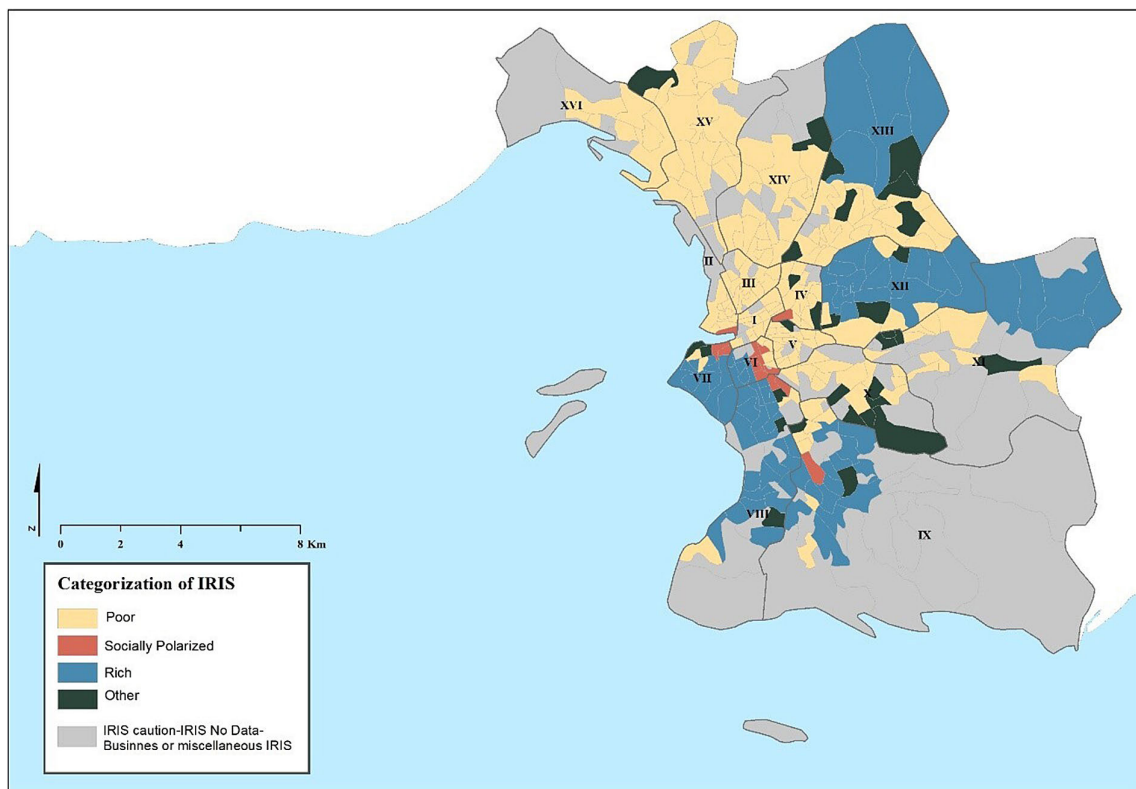 XVI
XV
XIII
XIV
II
III
IV
XII
I
V
VI
VII
XI
X
VIII
IX
N
0 2 4 8 Km
Categorization of IRIS
Poor
Socially Polarized
Rich
Other
IRIS caution-IRIS No Data-
Businnes or miscellaneous IRIS